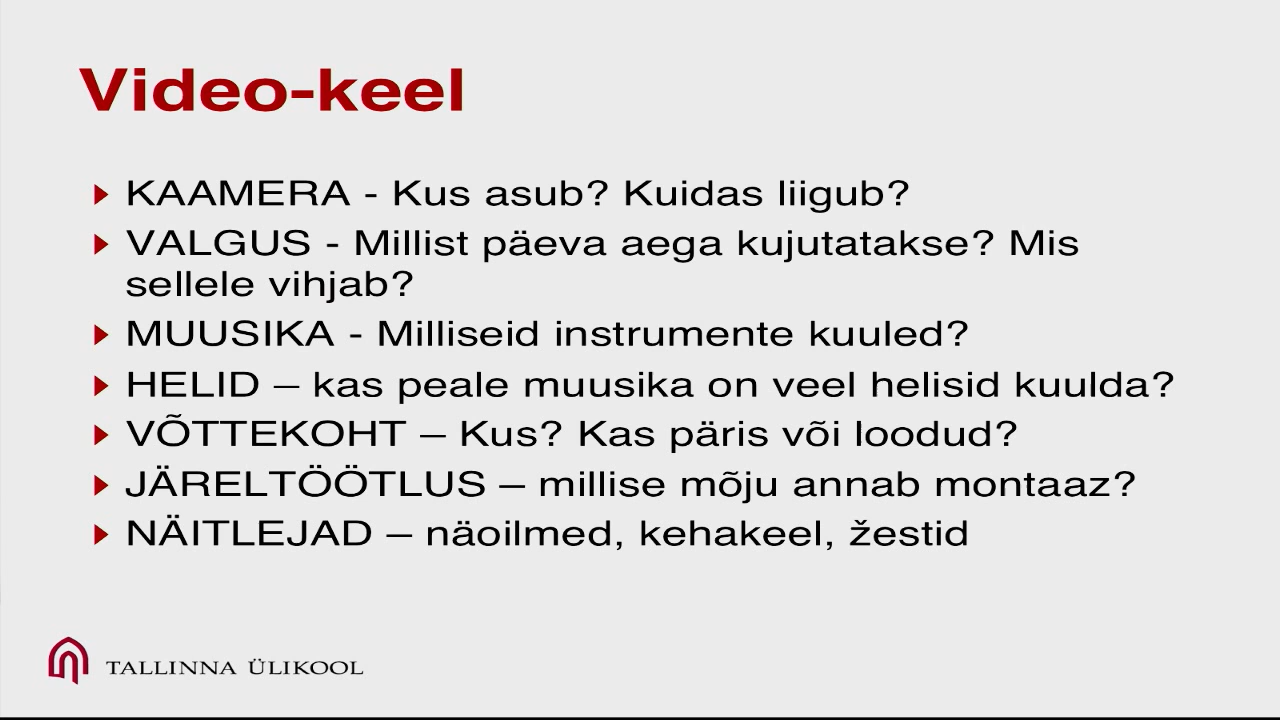 Video-keel
KAAMERA - Kus asub? Kuidas liigub?
VALGUS - Millist päeva aega kujutatakse? Mis
sellele vihjab?
MUUSIKA - Milliseid instrumente kuuled?
HELID – kas peale muusika on veel helisid kuulda?
VÕTTEKOHT – Kus? Kas päris või loodud?
JÄRELTÖÖTLUS – millise mõju annab montaaz?
NÄITLEJAD – näoilmed, kehakeel, žestid
TALLINNA ÜLIKOOL